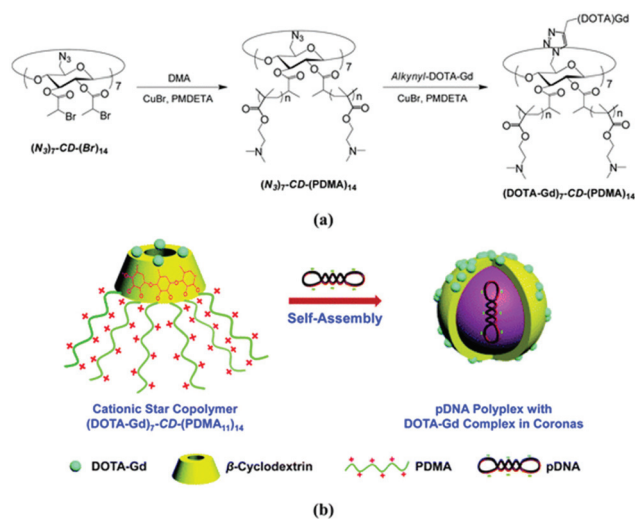 (DOTA)Gd
N
N
N
N₃
N₃
7
7
7
O
O
O
O
O
O
DMA
CuBr, PMDETA
Alkynyl-DOTA-Gd
CuBr, PMDETA
Br
Br
n
n
n
n
O
O
O
O
N
N
N
N
(N₃)₇-CD-(Br)₁₄
(N₃)₇-CD-(PDMA)₁₄
(DOTA-Gd)₇-CD-(PDMA)₁₄
(a)
Self-Assembly
Cationic Star Copolymer
(DOTA-Gd)₇-CD-(PDMA₁₁)₁₄
pDNA Polyplex with
DOTA-Gd Complex in Coronas
DOTA-Gd
β-Cyclodextrin
PDMA
pDNA
(b)